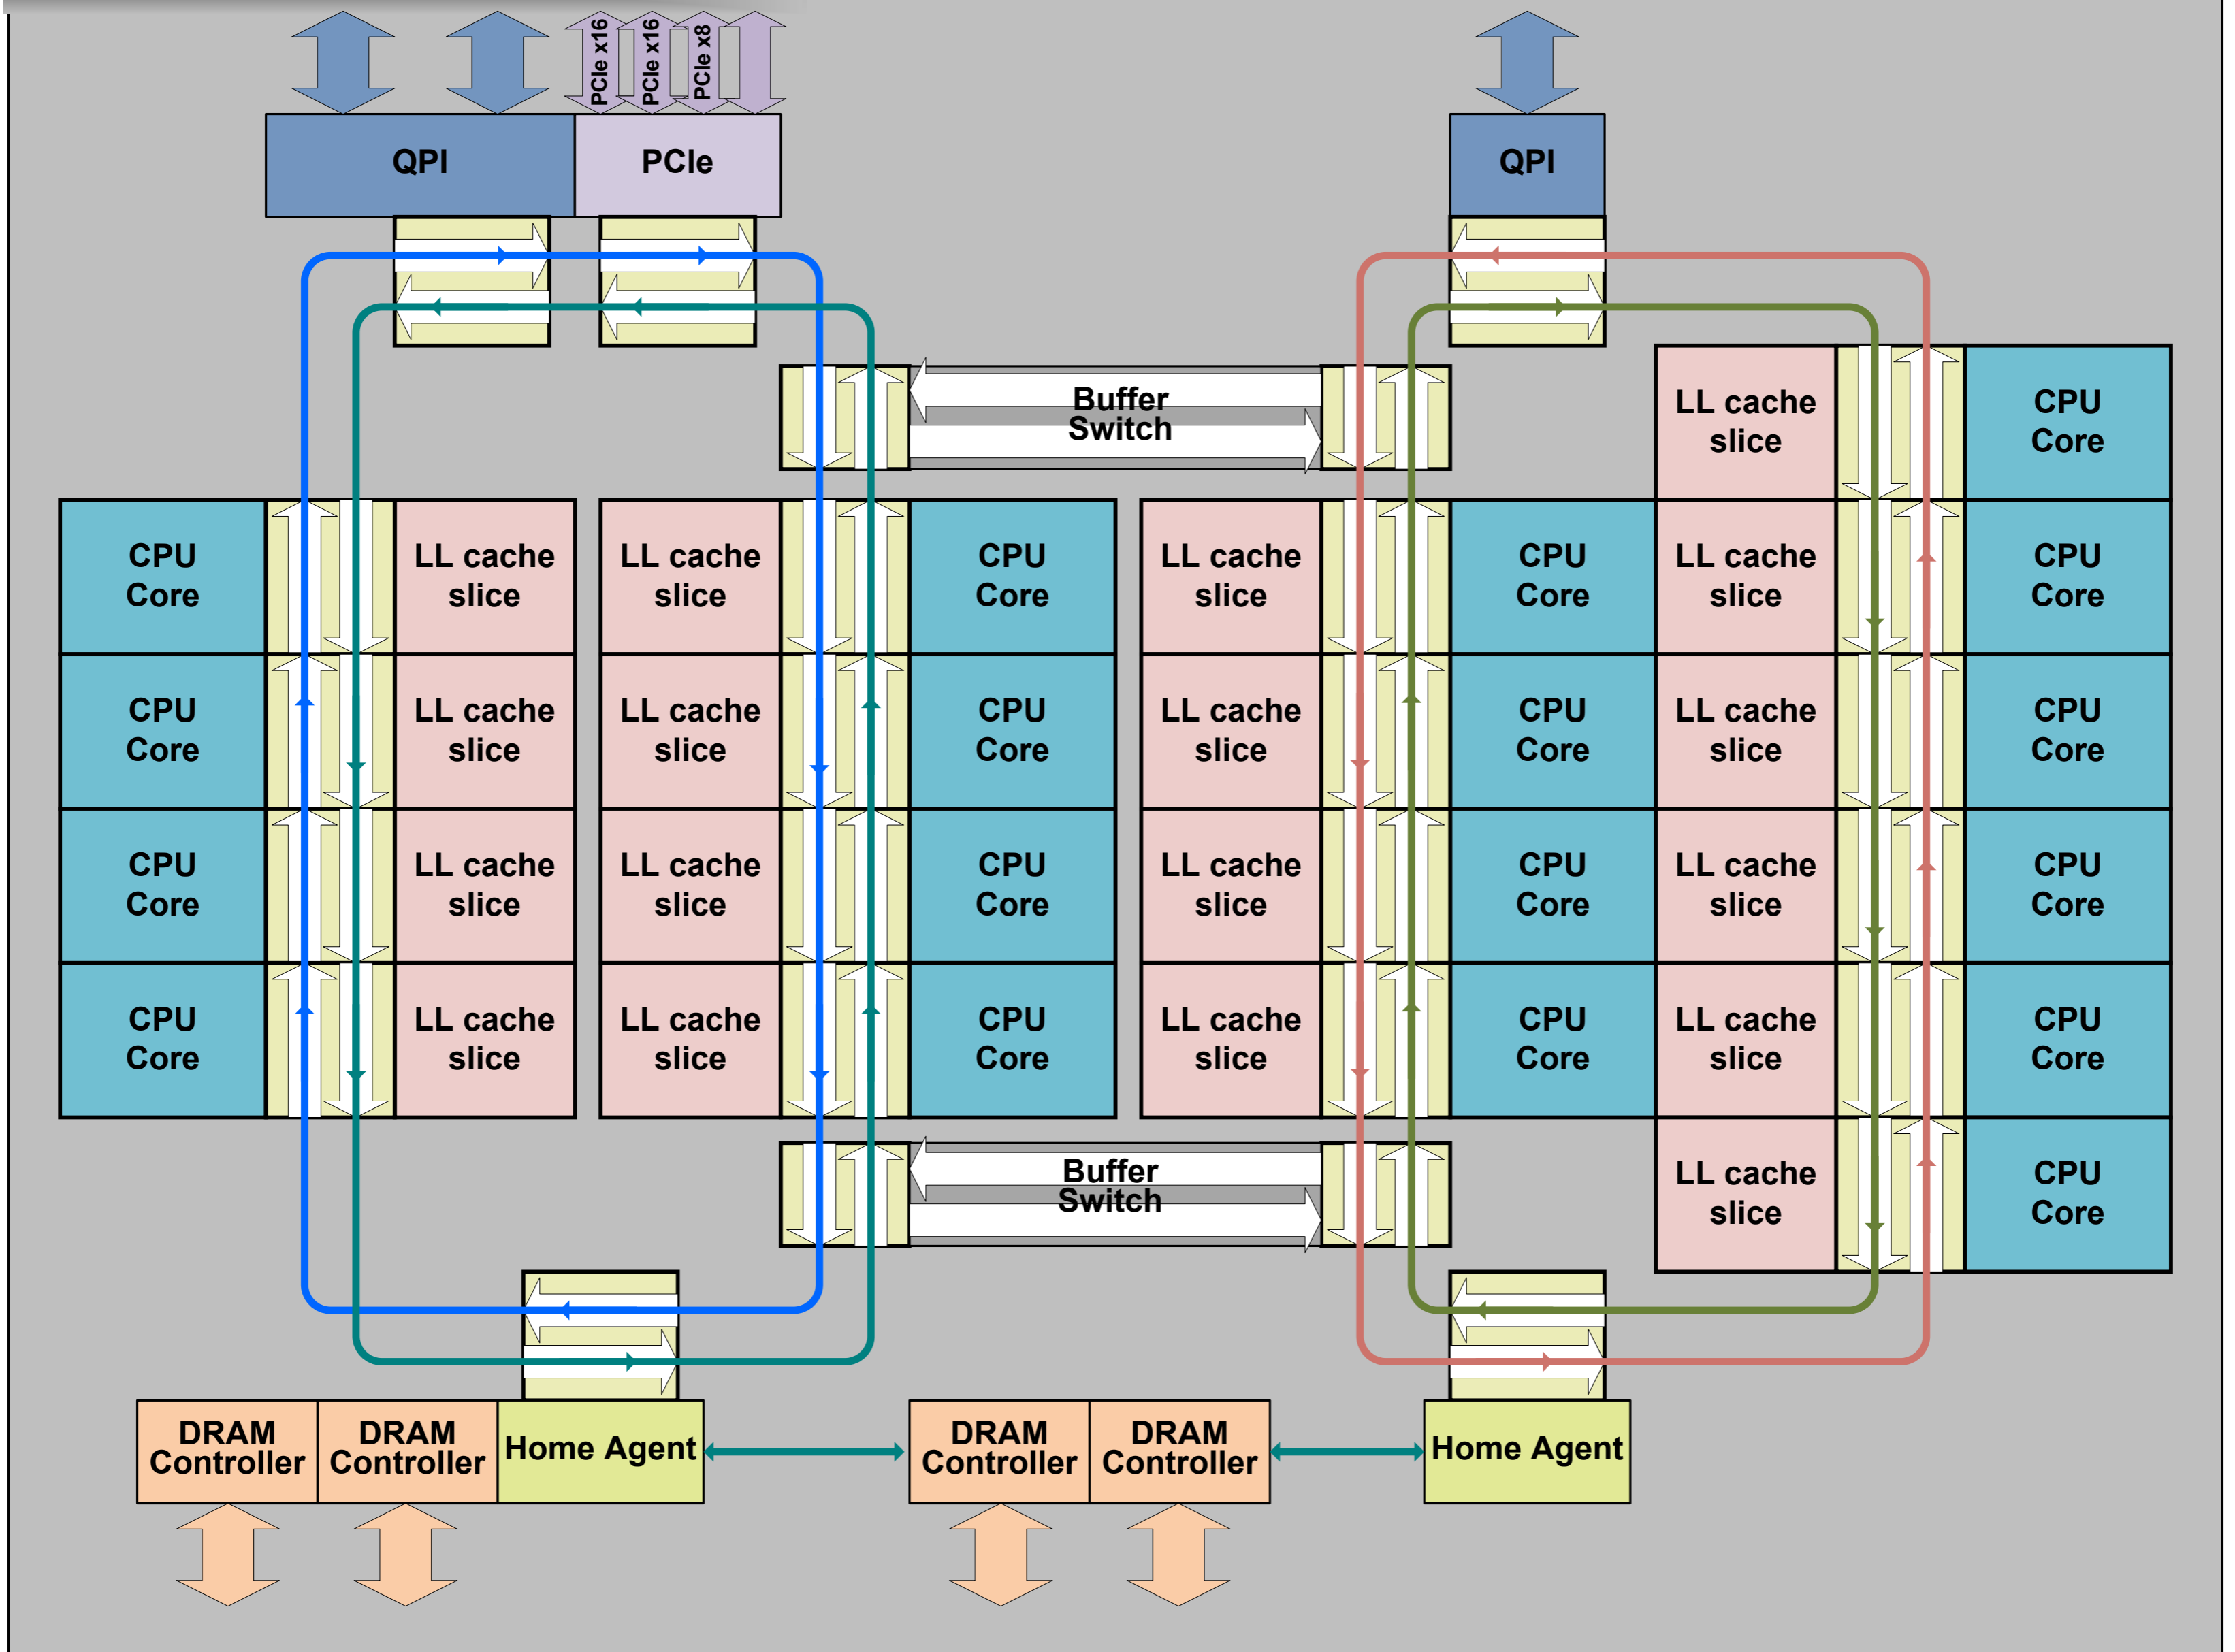 PCIe x16
PCIe x16
PCIe x8
QPI
PCIe
QPI
Buffer
Switch
LL cache
slice
CPU
Core
CPU
Core
LL cache
slice
LL cache
slice
CPU
Core
LL cache
slice
CPU
Core
LL cache
slice
CPU
Core
CPU
Core
LL cache
slice
LL cache
slice
CPU
Core
LL cache
slice
CPU
Core
LL cache
slice
CPU
Core
CPU
Core
LL cache
slice
LL cache
slice
CPU
Core
LL cache
slice
CPU
Core
LL cache
slice
CPU
Core
CPU
Core
LL cache
slice
LL cache
slice
CPU
Core
LL cache
slice
CPU
Core
LL cache
slice
CPU
Core
Buffer
Switch
LL cache
slice
CPU
Core
DRAM
Controller
DRAM
Controller
Home Agent
DRAM
Controller
DRAM
Controller
Home Agent